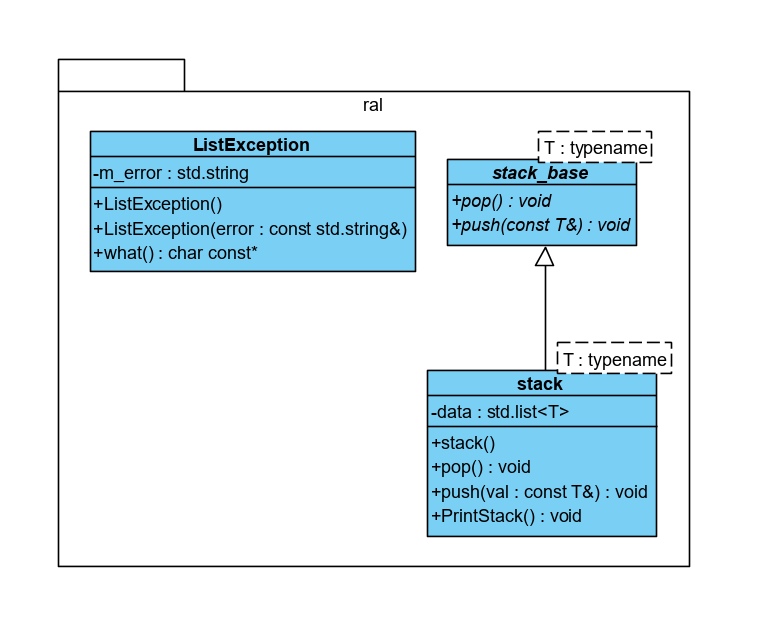 ral
ListException
-m_error : std.string
+ListException()
+ListException(error : const std.string&)
+what() : char const*
T : typename
stack_base
+pop() : void
+push(const T&) : void
T : typename
stack
-data : std.list<T>
+stack()
+pop() : void
+push(val : const T&) : void
+PrintStack() : void